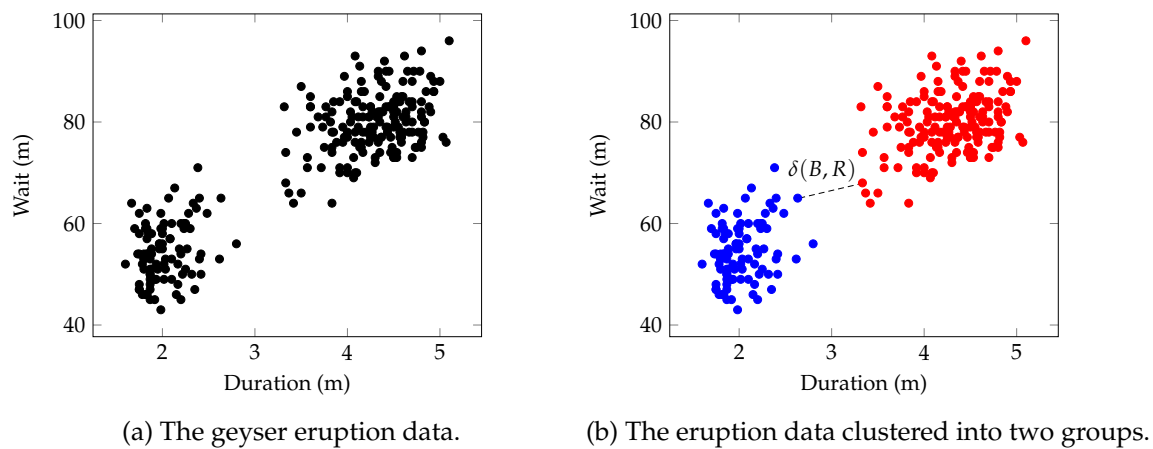 100
80
60
40
2
3
4
5
Wait (m)
Duration (m)
(a) The geyser eruption data.
100
80
60
40
2
3
4
5
Wait (m)
Duration (m)
δ(B, R)
(b) The eruption data clustered into two groups.